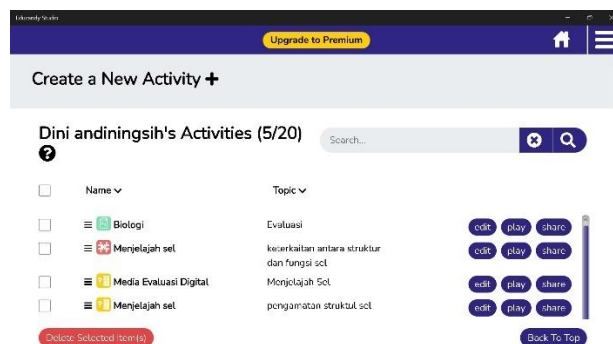 Educandy Studio
Upgrade to Premium
Create a New Activity +
Dini andiningsih's Activities (5/20)
?
Search...
Name
Topic
Biologi Evaluasi edit play share
Menjelajah sel keterkaitan antara struktur dan fungsi sel edit play share
Media Evaluasi Digital Menjelajah Sel edit play share
Menjelajah sel pengamatan struktul sel edit play share
Delete Selected Item(s)
Back To Top